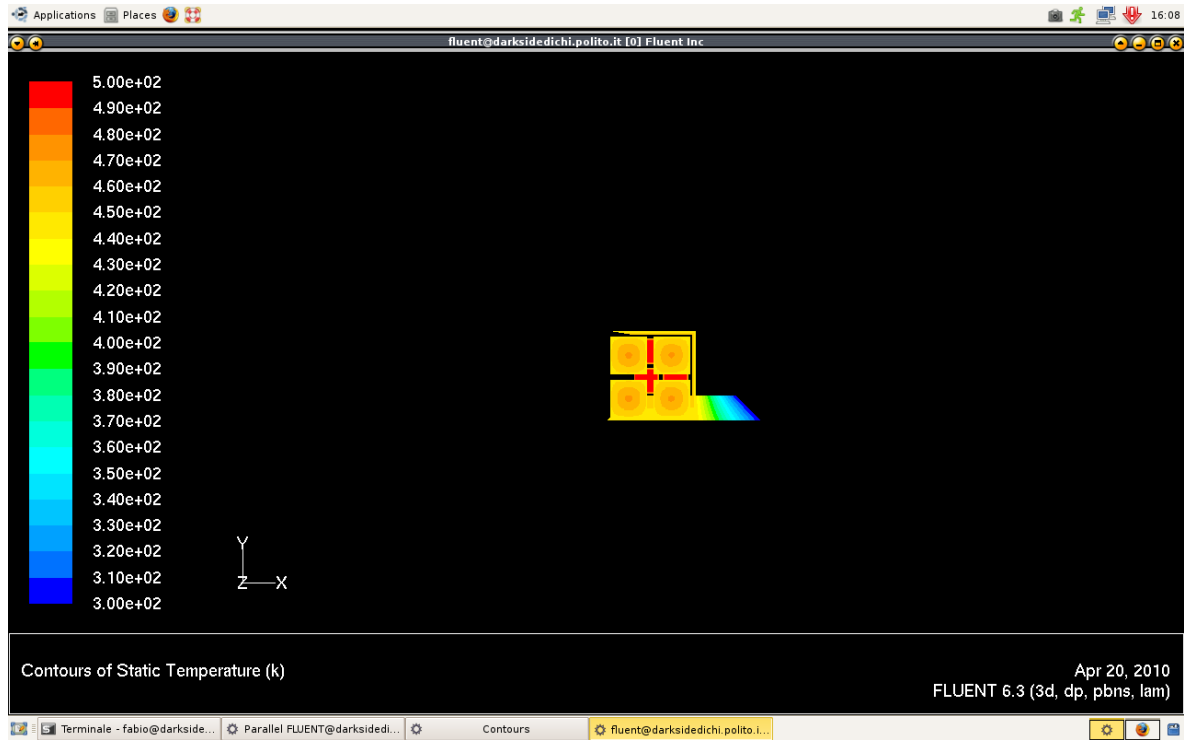 Applications Places 16:08
fluent@darksidedichi.polito.it [0] Fluent Inc
5.00e+02
4.90e+02
4.80e+02
4.70e+02
4.60e+02
4.50e+02
4.40e+02
4.30e+02
4.20e+02
4.10e+02
4.00e+02
3.90e+02
3.80e+02
3.70e+02
3.60e+02
3.50e+02
3.40e+02
3.30e+02
3.20e+02
3.10e+02
3.00e+02
Y
Z X
Contours of Static Temperature (k)
Apr 20, 2010
FLUENT 6.3 (3d, dp, pbns, lam)
Terminale - fabio@darkside... Parallel FLUENT@darksidedi... Contours fluent@darksidedichi.polito.i...